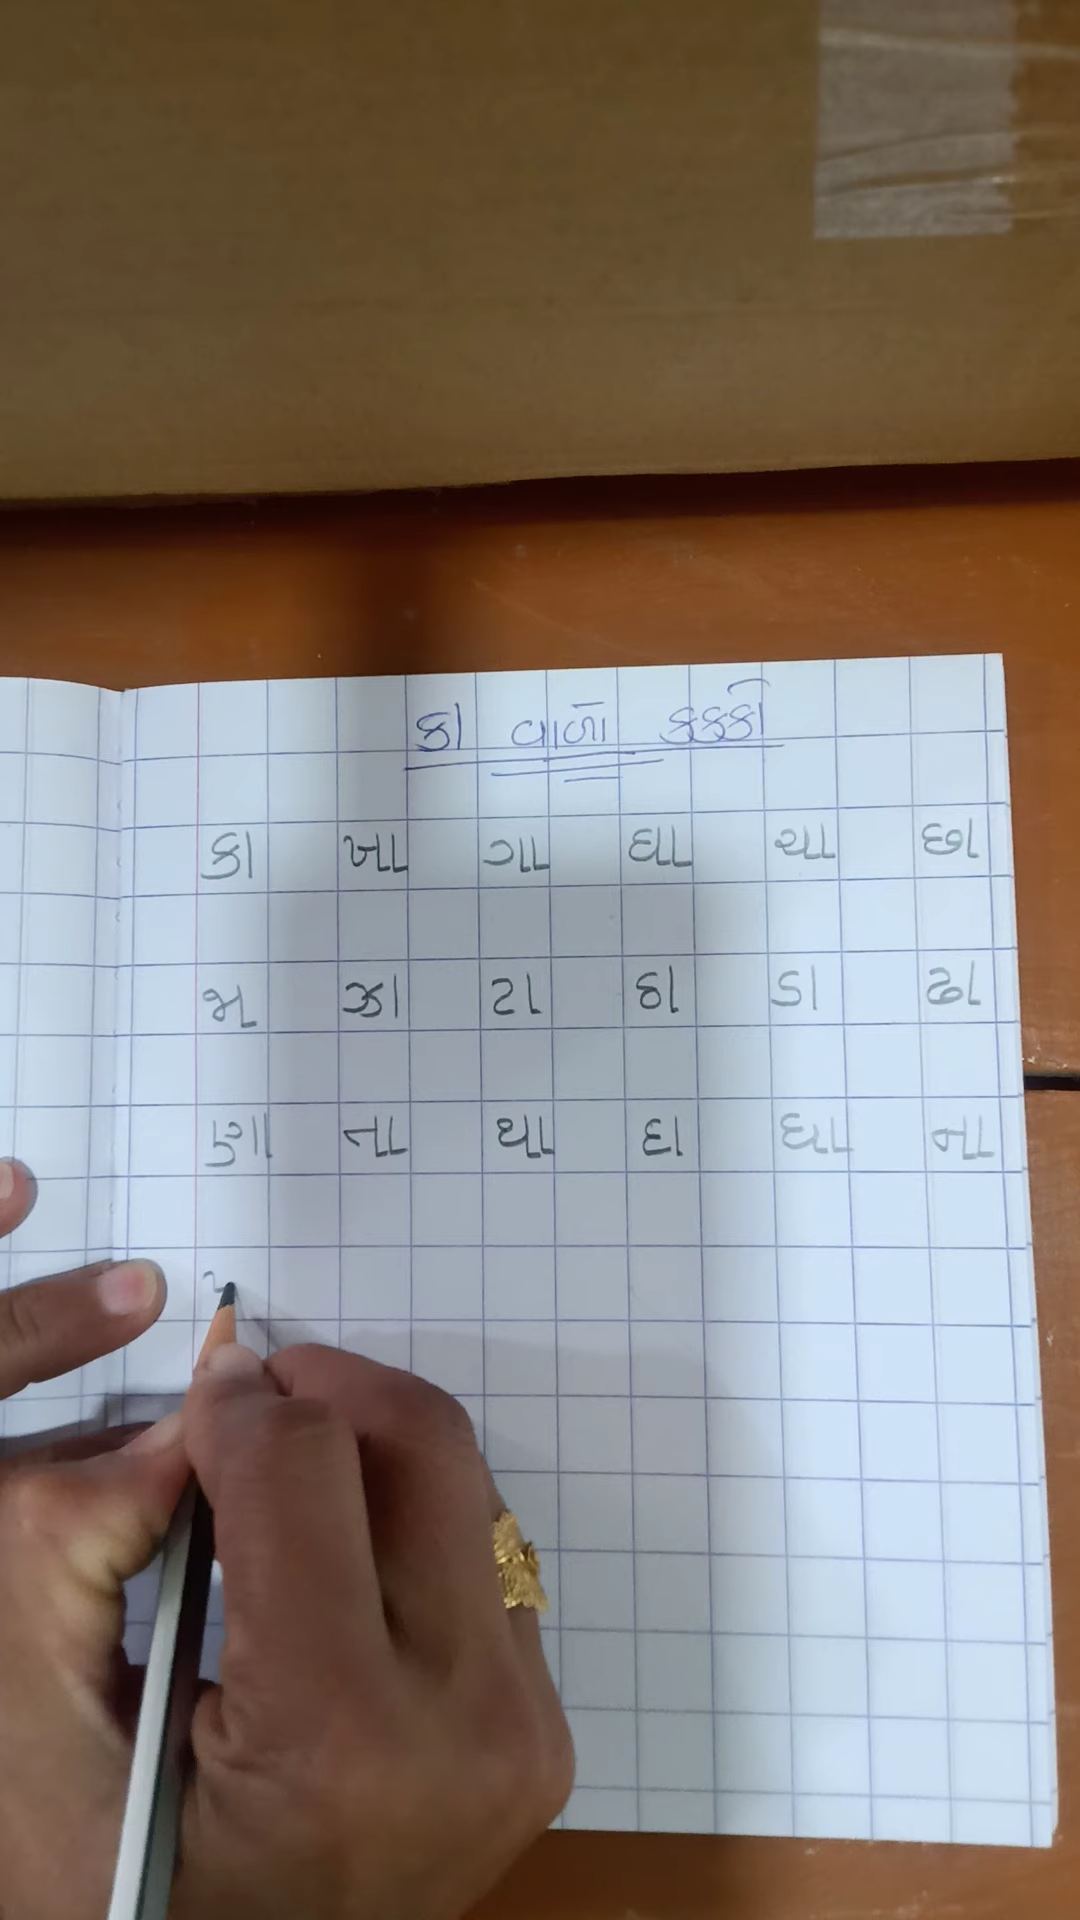 કા વાળો કક્કો
કા ખા ગા ઘા ચા છા
જા ઝા ટા ઠા ડા ઢા
ણા તા થા દા ધા ના